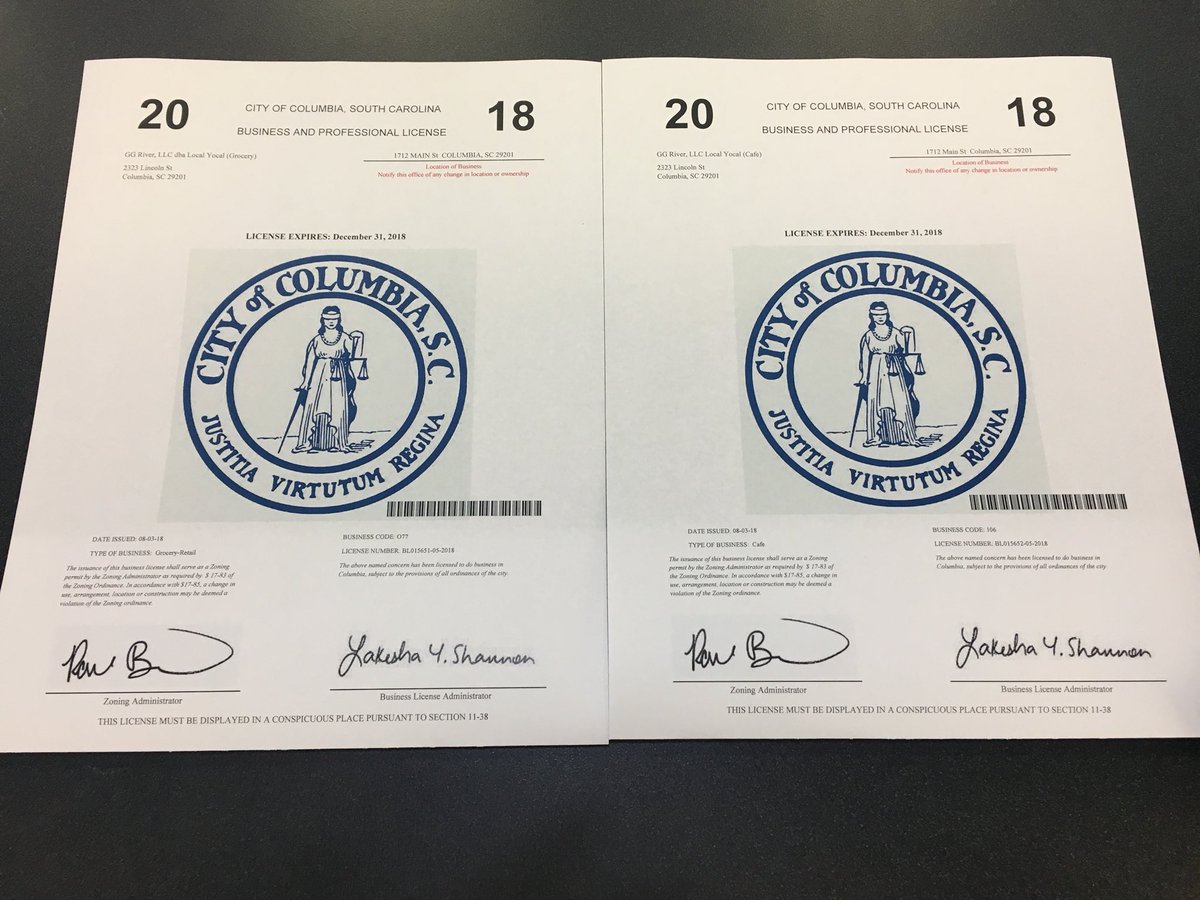 20
CITY OF COLUMBIA, SOUTH CAROLINA
18
BUSINESS AND PROFESSIONAL LICENSE
GG River, LLC dba Local Yocal (Grocery)
2323 Lincoln St
Columbia, SC 29201
1712 MAIN St COLUMBIA, SC 29201
Location of Business
Notify this office of any change in location or ownership
LICENSE EXPIRES: December 31, 2018
CITY of COLUMBIA, S.C.
JUSTITIA VIRTUTUM REGINA
DATE ISSUED: 08-03-18
TYPE OF BUSINESS: Grocery-Retail
The issuance of this business license shall serve as a Zoning
permit by the Zoning Administrator as required by § 17-83 of
the Zoning Ordinance. In accordance with §17-85, a change in
use, arrangement, location or construction may be deemed a
violation of the Zoning ordinance.
BUSINESS CODE: O77
LICENSE NUMBER: BL015651-05-2018
The above named concern has been licensed to do business in
Columbia, subject to the provisions of all ordinances of the city.
Zoning Administrator
Lakesha Y. Shannon
Business License Administrator
THIS LICENSE MUST BE DISPLAYED IN A CONSPICUOUS PLACE PURSUANT TO SECTION 11-38
20
CITY OF COLUMBIA, SOUTH CAROLINA
18
BUSINESS AND PROFESSIONAL LICENSE
GG River, LLC Local Yocal (Cafe)
2323 Lincoln St
Columbia, SC 29201
1712 Main St Columbia, SC 29201
Location of Business
Notify this office of any change in location or ownership
LICENSE EXPIRES: December 31, 2018
CITY of COLUMBIA, S.C.
JUSTITIA VIRTUTUM REGINA
DATE ISSUED: 08-03-18
TYPE OF BUSINESS: Cafe
The issuance of this business license shall serve as a Zoning
permit by the Zoning Administrator as required by § 17-83 of
the Zoning Ordinance. In accordance with §17-85, a change in
use, arrangement, location or construction may be deemed a
violation of the Zoning ordinance.
BUSINESS CODE: 106
LICENSE NUMBER: BL015652-05-2018
The above named concern has been licensed to do business in
Columbia, subject to the provisions of all ordinances of the city.
Zoning Administrator
Lakesha Y. Shannon
Business License Administrator
THIS LICENSE MUST BE DISPLAYED IN A CONSPICUOUS PLACE PURSUANT TO SECTION 11-38